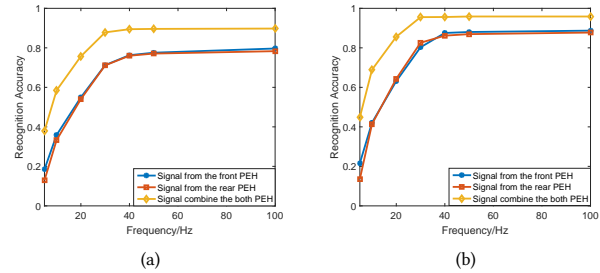 1
0.8
0.6
0.4
0.2
0
Recognition Accuracy
Signal from the front PEH
Signal from the rear PEH
Signal combine the both PEH
20 40 60 80 100
Frequency/Hz
(a)
1
0.8
0.6
0.4
0.2
0
Recognition Accuracy
Signal from the front PEH
Signal from the rear PEH
Signal combine the both PEH
20 40 60 80 100
Frequency/Hz
(b)